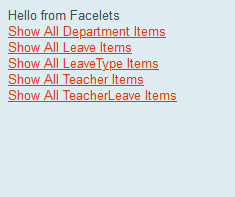 Hello from Facelets
Show All Department Items
Show All Leave Items
Show All LeaveType Items
Show All Teacher Items
Show All TeacherLeave Items